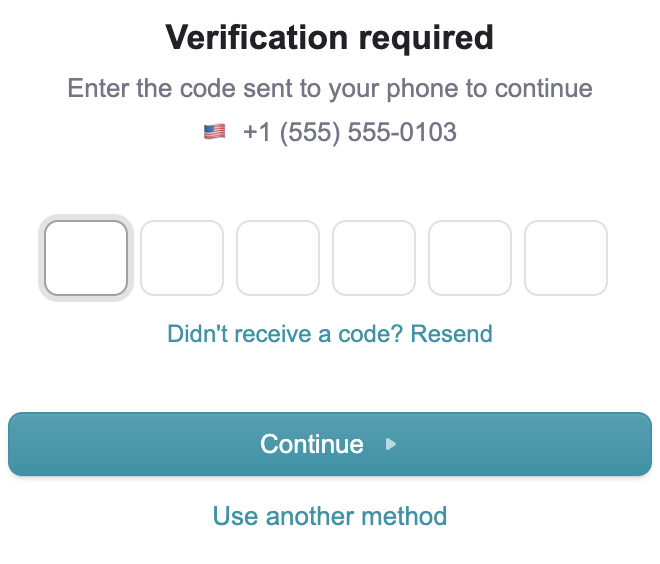 Verification required
Enter the code sent to your phone to continue
+1 (555) 555-0103
Didn't receive a code? Resend
Continue
Use another method